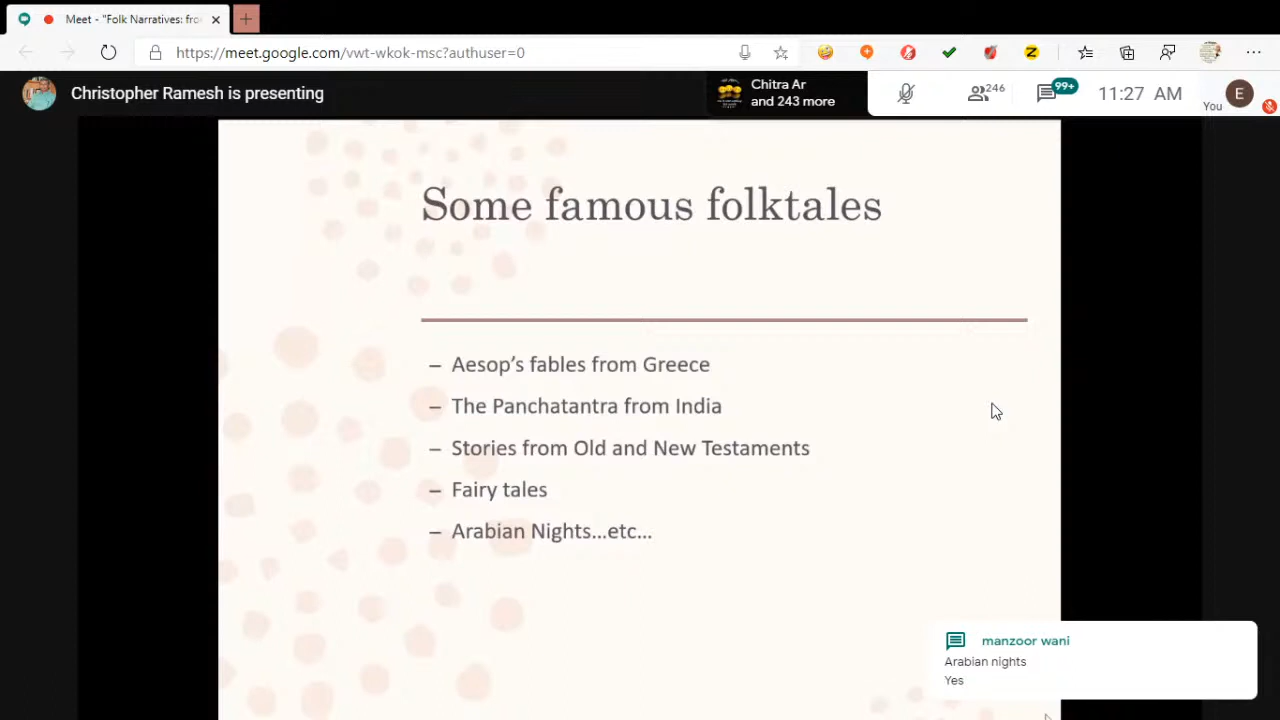 Meet - "Folk Narratives: fro
https://meet.google.com/vwt-wkok-msc?authuser=0
Christopher Ramesh is presenting
Chitra Ar
and 243 more
246
99+
11:27 AM
You
E
Some famous folktales
– Aesop's fables from Greece
– The Panchatantra from India
– Stories from Old and New Testaments
– Fairy tales
– Arabian Nights...etc...
manzoor wani
Arabian nights
Yes